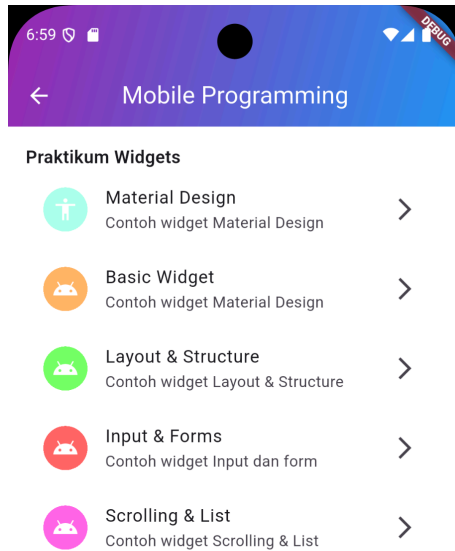 6:59
DEBUG
Mobile Programming
Praktikum Widgets
Material Design
Contoh widget Material Design
Basic Widget
Contoh widget Material Design
Layout & Structure
Contoh widget Layout & Structure
Input & Forms
Contoh widget Input dan form
Scrolling & List
Contoh widget Scrolling & List